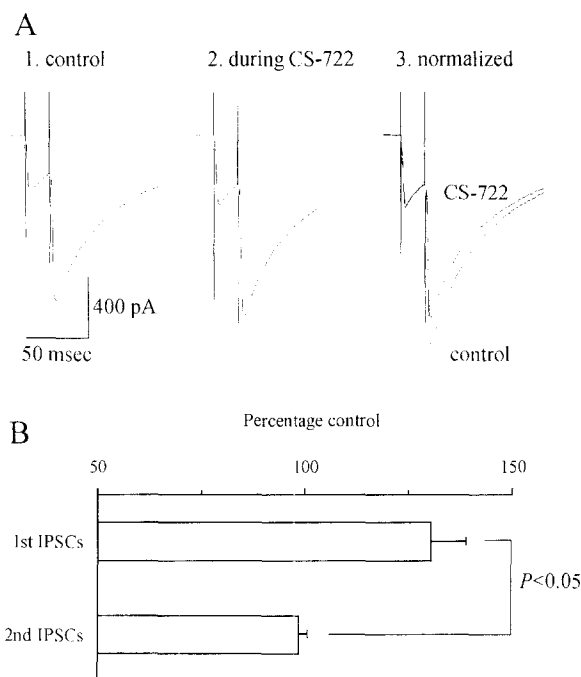 A
1. control
2. during CS-722
3. normalized
CS-722
400 pA
50 msec
control
B
Percentage control
50
100
150
1st IPSCs
P<0.05
2nd IPSCs